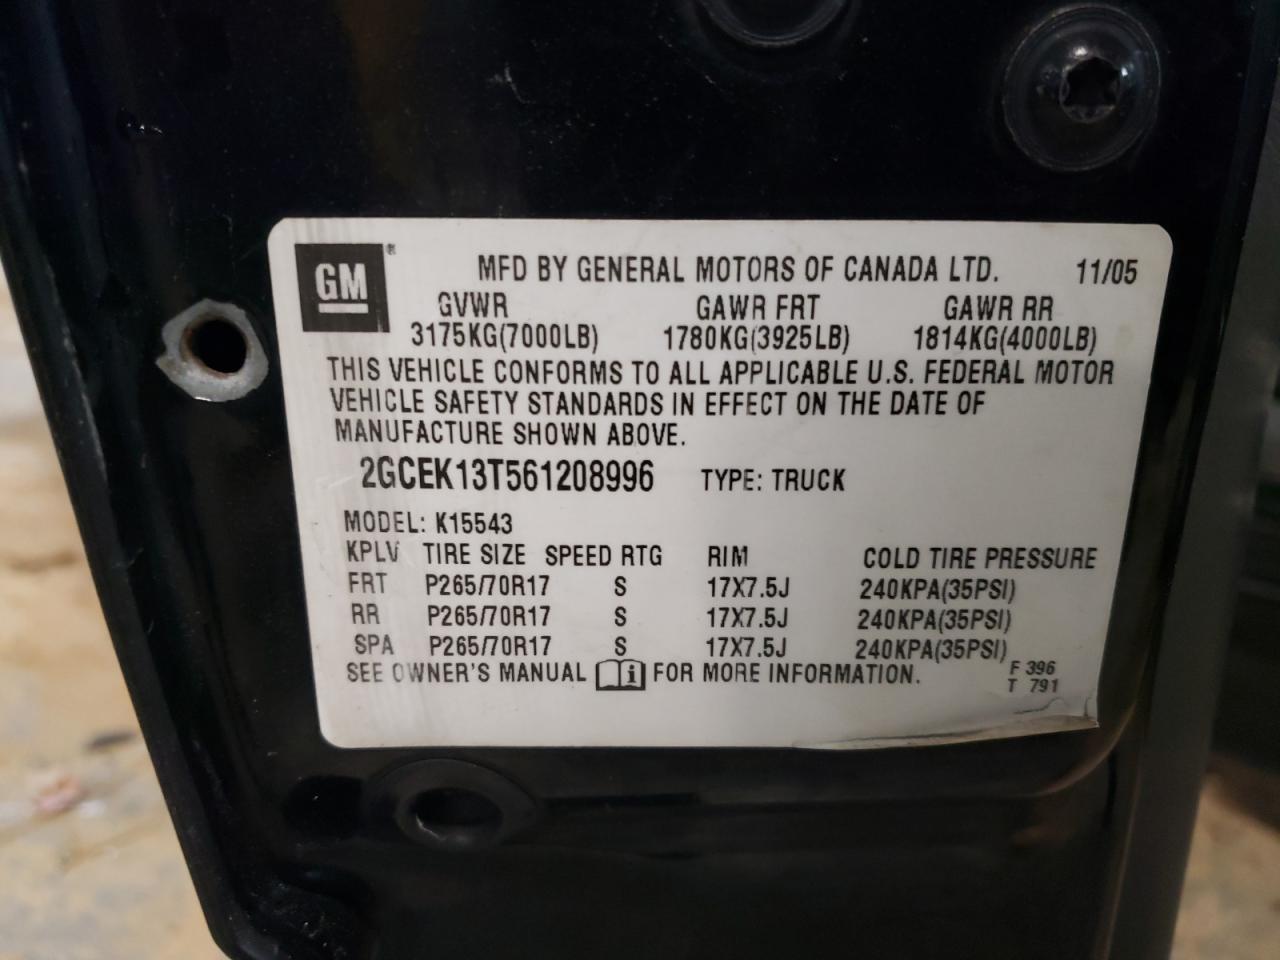 GM ® MFD BY GENERAL MOTORS OF CANADA LTD. 11/05
GVWR GAWR FRT GAWR RR
3175KG(7000LB) 1780KG(3925LB) 1814KG(4000LB)
THIS VEHICLE CONFORMS TO ALL APPLICABLE U.S. FEDERAL MOTOR
VEHICLE SAFETY STANDARDS IN EFFECT ON THE DATE OF
MANUFACTURE SHOWN ABOVE.
2GCEK13T561208996 TYPE: TRUCK
MODEL: K15543
KPLV TIRE SIZE SPEED RTG RIM COLD TIRE PRESSURE
FRT P265/70R17 S 17X7.5J 240KPA(35PSI)
RR P265/70R17 S 17X7.5J 240KPA(35PSI)
SPA P265/70R17 S 17X7.5J 240KPA(35PSI)
SEE OWNER'S MANUAL i FOR MORE INFORMATION.
F 396
T 791